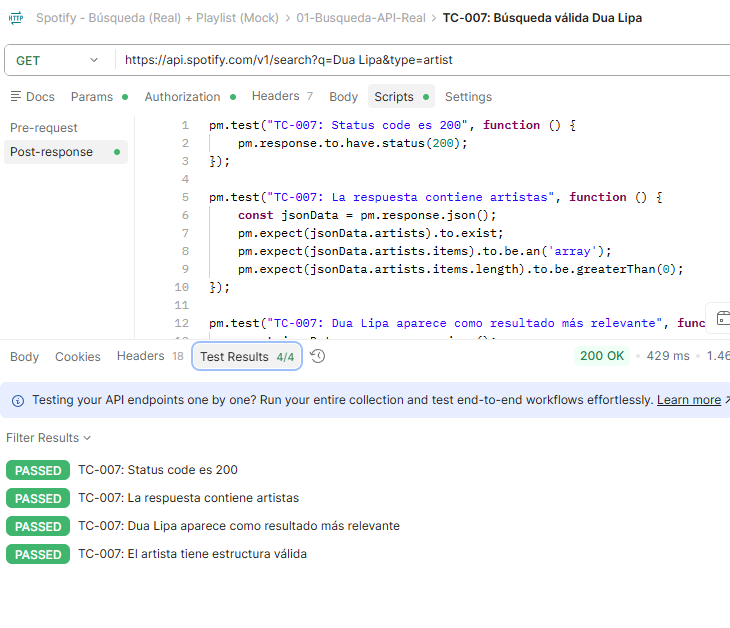 HTTP Spotify - Búsqueda (Real) + Playlist (Mock) > 01-Busqueda-API-Real > TC-007: Búsqueda válida Dua Lipa
GET https://api.spotify.com/v1/search?q=Dua Lipa&type=artist
Docs Params Authorization Headers 7 Body Scripts Settings
Pre-request
Post-response
1 pm.test("TC-007: Status code es 200", function () {
2 pm.response.to.have.status(200);
3 });
4
5 pm.test("TC-007: La respuesta contiene artistas", function () {
6 const jsonData = pm.response.json();
7 pm.expect(jsonData.artists).to.exist;
8 pm.expect(jsonData.artists.items).to.be.an('array');
9 pm.expect(jsonData.artists.items.length).to.be.greaterThan(0);
10 });
11
12 pm.test("TC-007: Dua Lipa aparece como resultado más relevante", func
Body Cookies Headers 18 Test Results 4/4 200 OK • 429 ms • 1.46
Testing your API endpoints one by one? Run your entire collection and test end-to-end workflows effortlessly. Learn more
Filter Results
PASSED TC-007: Status code es 200
PASSED TC-007: La respuesta contiene artistas
PASSED TC-007: Dua Lipa aparece como resultado más relevante
PASSED TC-007: El artista tiene estructura válida